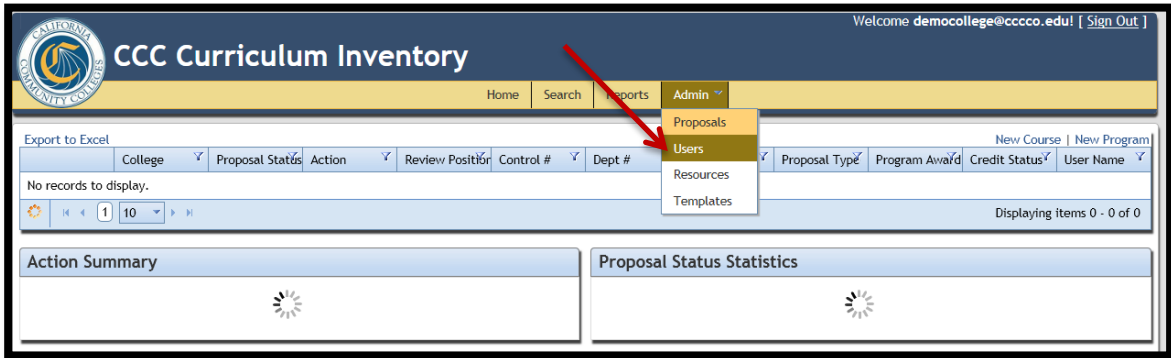 Welcome democollege@cccco.edu! [ Sign Out ]
CALIFORNIA
COMMUNITY COLLEGES
CCC Curriculum Inventory
Home Search Reports Admin
Proposals
Users
Resources
Templates
Export to Excel
New Course | New Program
College Proposal Status Action Review Position Control # Dept # Proposal Type Program Award Credit Status User Name
No records to display.
1 10
Displaying items 0 - 0 of 0
Action Summary Proposal Status Statistics